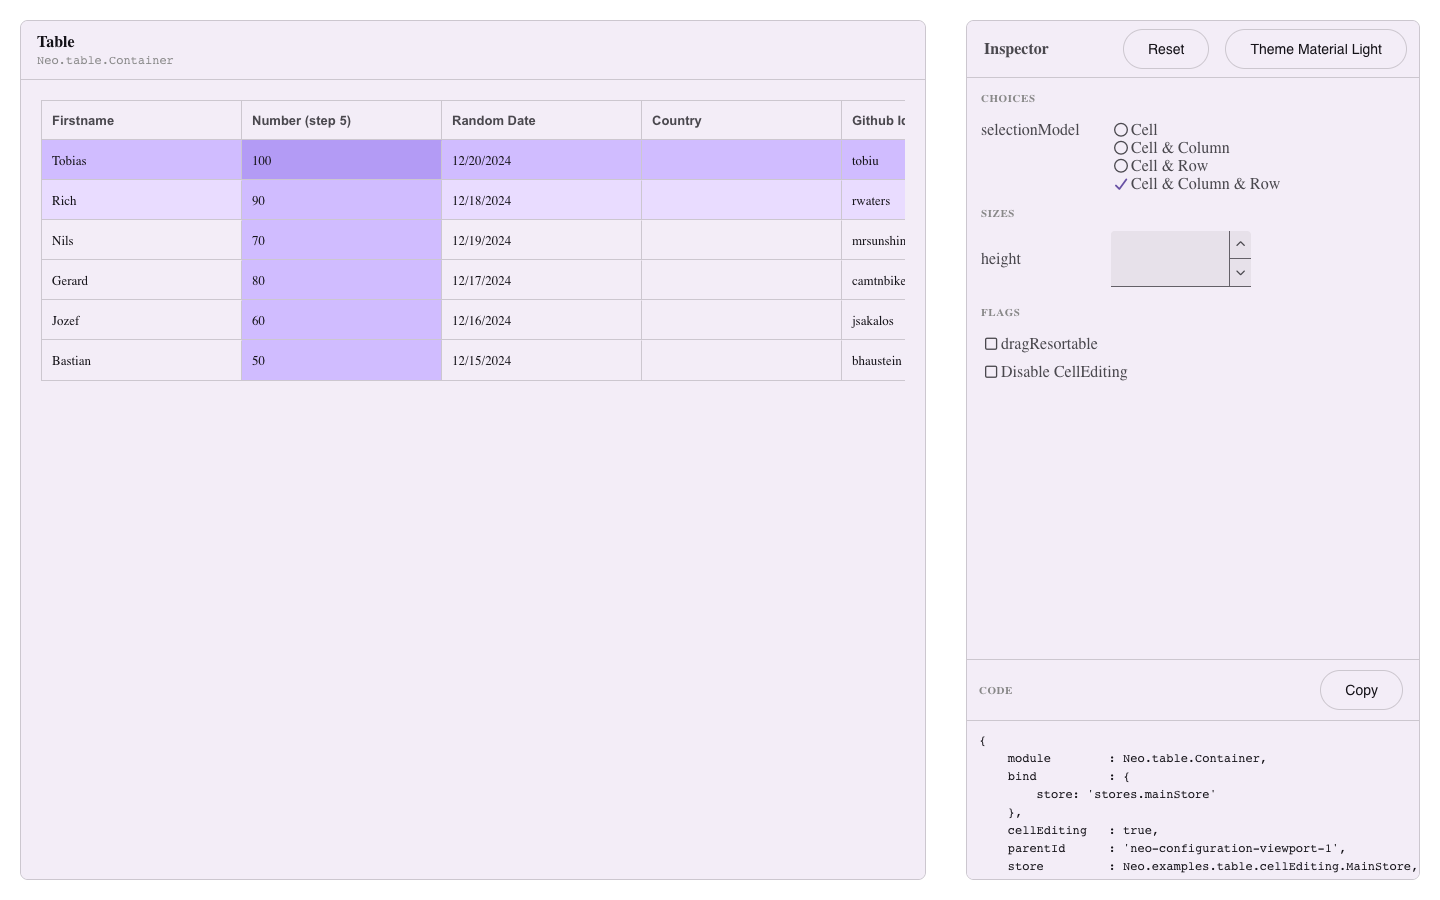 Table
Neo.table.Container
Firstname Number (step 5) Random Date Country Github
Tobias 100 12/20/2024 tobiu
Rich 90 12/18/2024 rwaters
Nils 70 12/19/2024 mrsunshin
Gerard 80 12/17/2024 camtnbike
Jozef 60 12/16/2024 jsakalos
Bastian 50 12/15/2024 bhaustein
Inspector Reset Theme Material Light
CHOICES
selectionModel Cell
Cell & Column
Cell & Row
Cell & Column & Row
SIZES
height
FLAGS
dragResortable
Disable CellEditing
CODE Copy
{
module : Neo.table.Container,
bind : {
store: 'stores.mainStore'
},
cellEditing : true,
parentId : 'neo-configuration-viewport-1',
store : Neo.examples.table.cellEditing.MainStore,